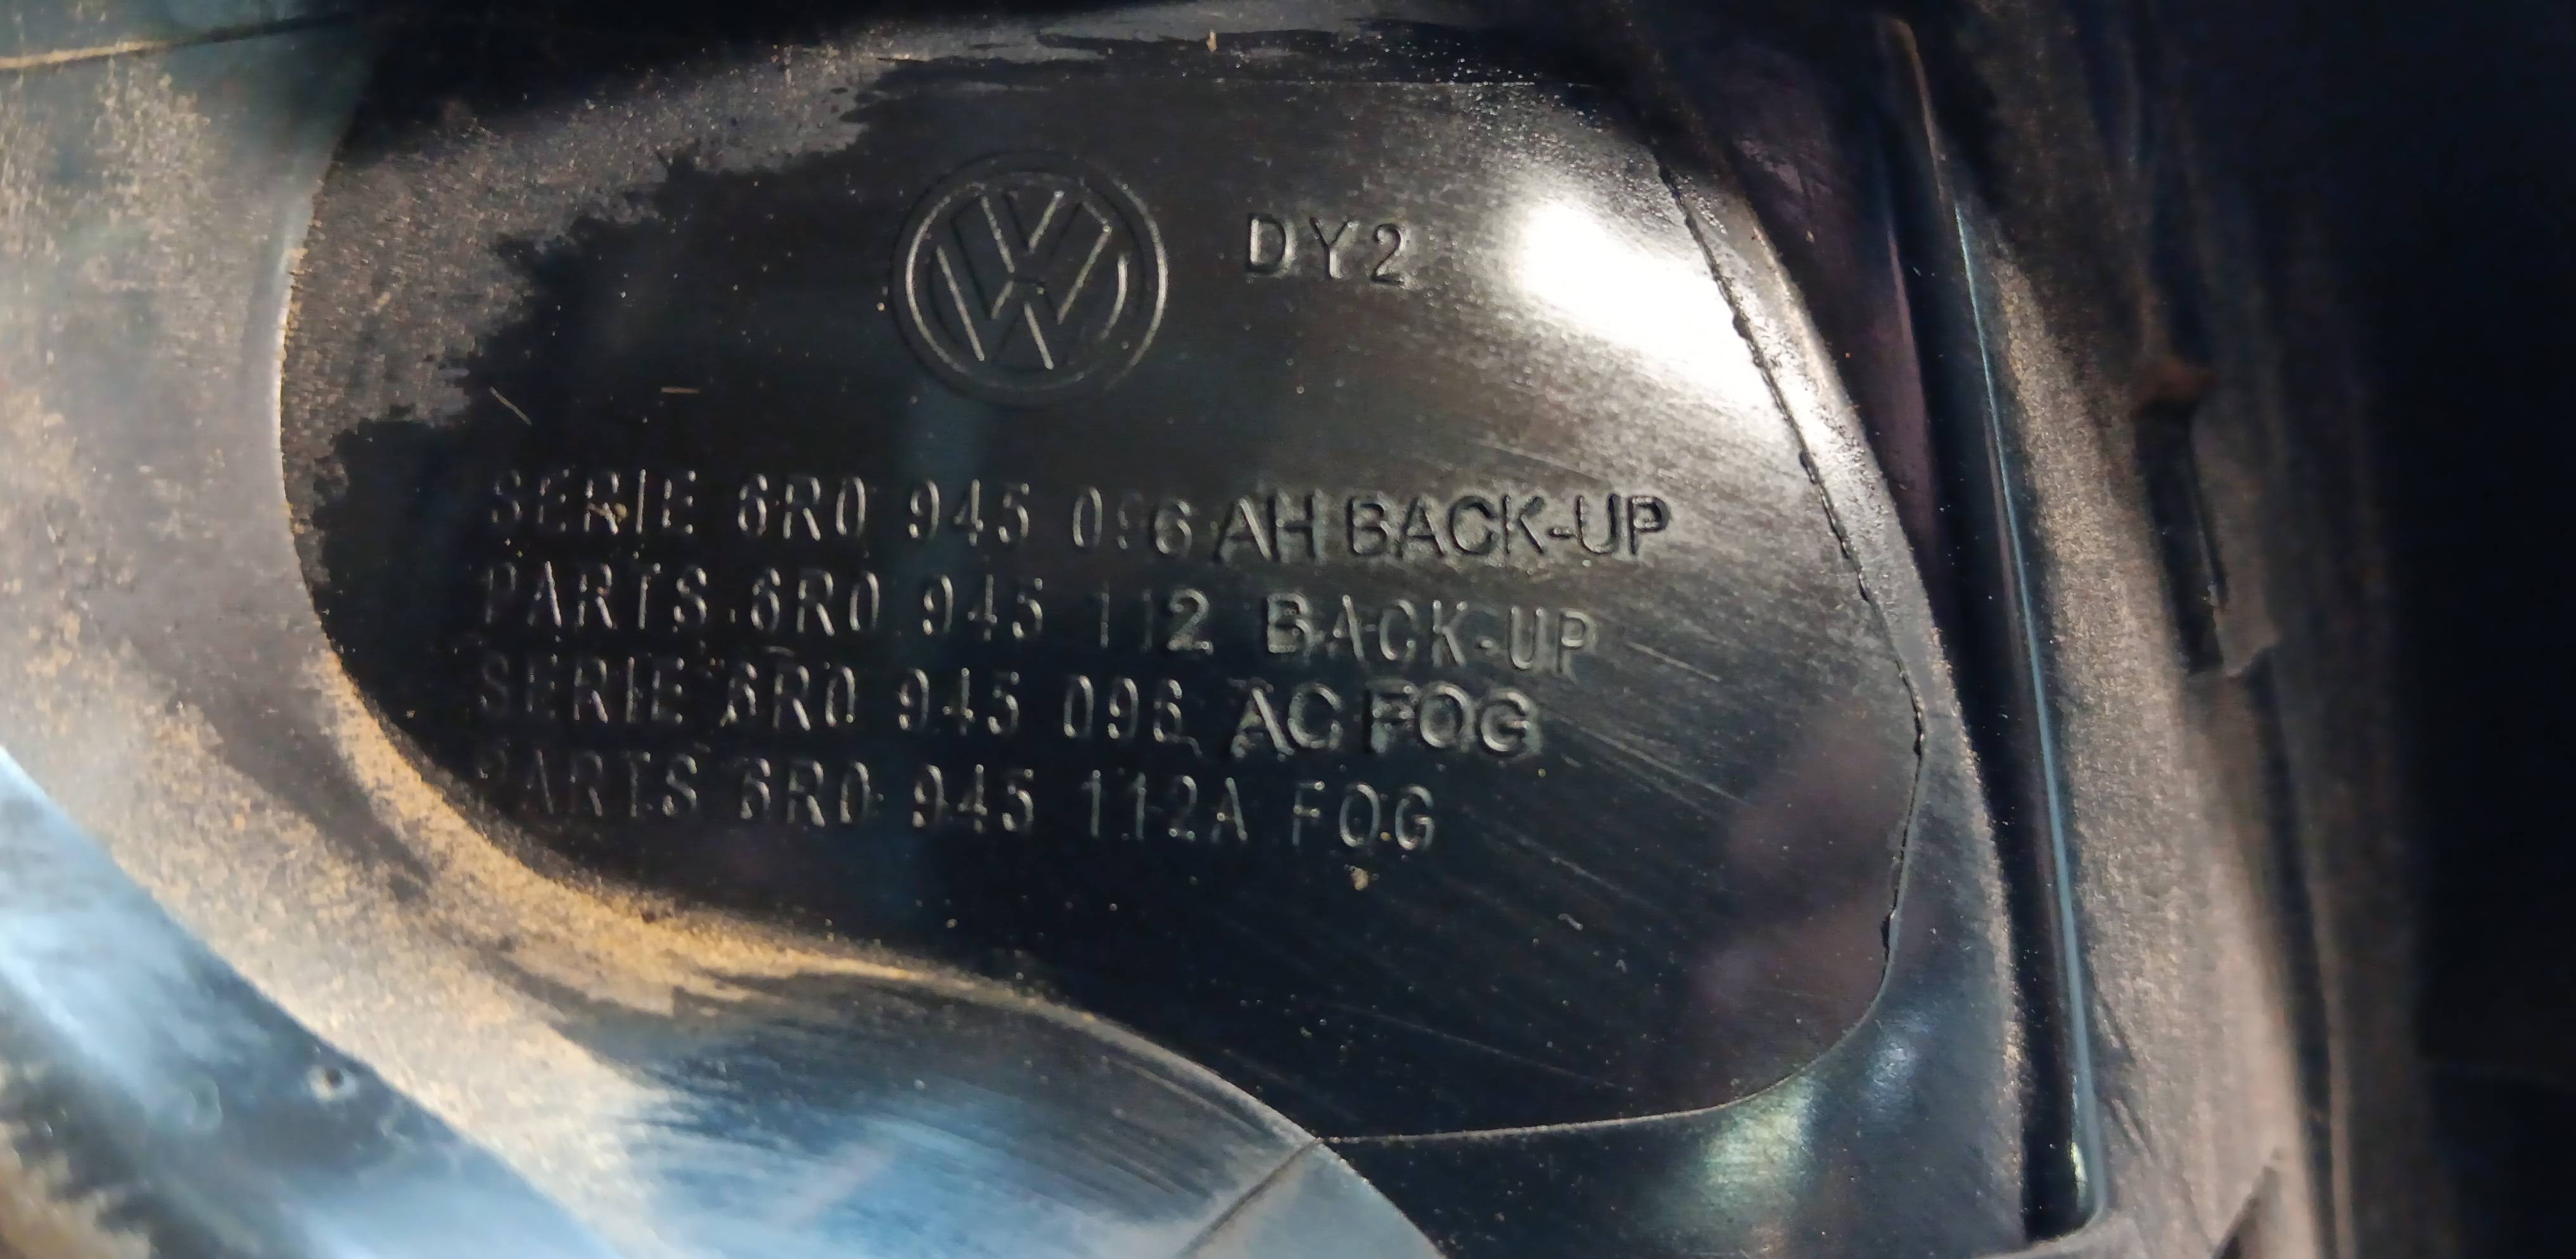 DY2
SERIE 6R0 945 096 AH BACK-UP
PARTS 6R0 945 112 BACK-UP
SERIE 6R0 945 096 AC FOG
PARTS 6R0 945 112A FOG